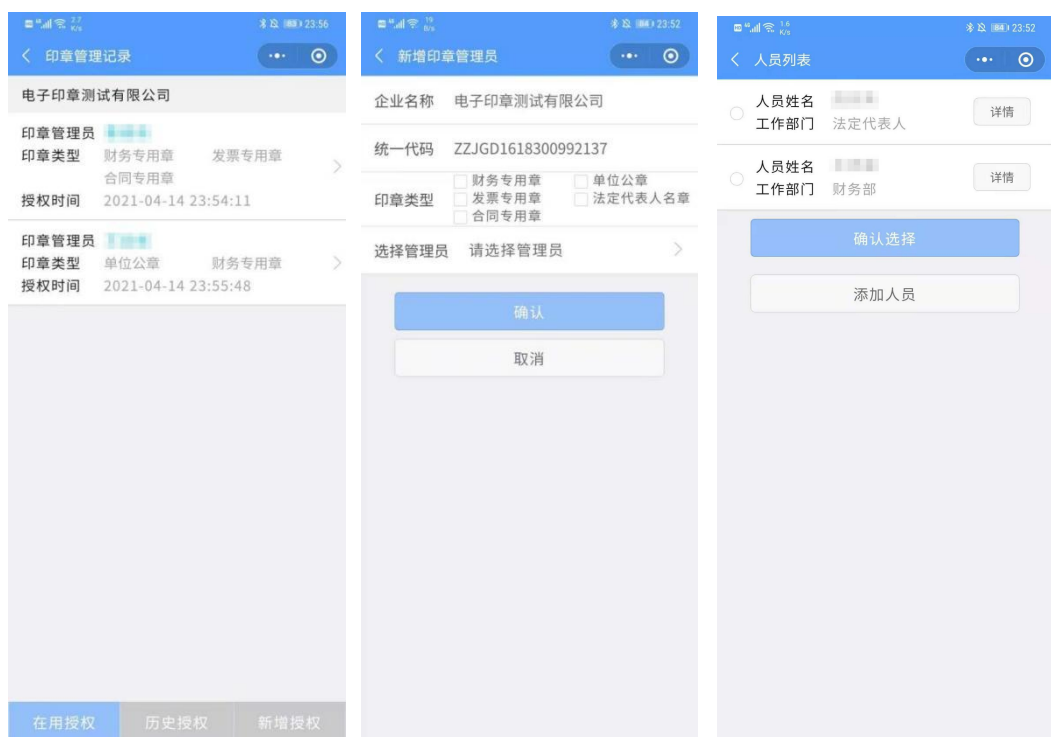 2.7
K/s
23:56
印章管理记录
电子印章测试有限公司
印章管理员
印章类型 财务专用章 发票专用章
合同专用章
授权时间 2021-04-14 23:54:11
印章管理员
印章类型 单位公章 财务专用章
授权时间 2021-04-14 23:55:48
在用授权 历史授权 新增授权
19
B/s
23:52
新增印章管理员
企业名称 电子印章测试有限公司
统一代码 ZZJGD1618300992137
印章类型
财务专用章 单位公章
发票专用章 法定代表人名章
合同专用章
选择管理员 请选择管理员
确认
取消
1.6
K/s
23:52
人员列表
人员姓名
工作部门 法定代表人
详情
人员姓名
工作部门 财务部
详情
确认选择
添加人员